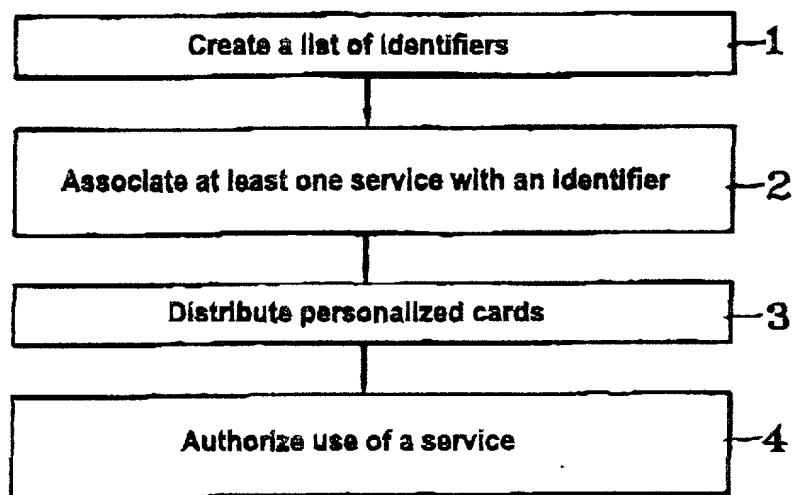 Create a list of identifiers
1
Associate at least one service with an identifier
2
Distribute personalized cards
3
Authorize use of a service
4